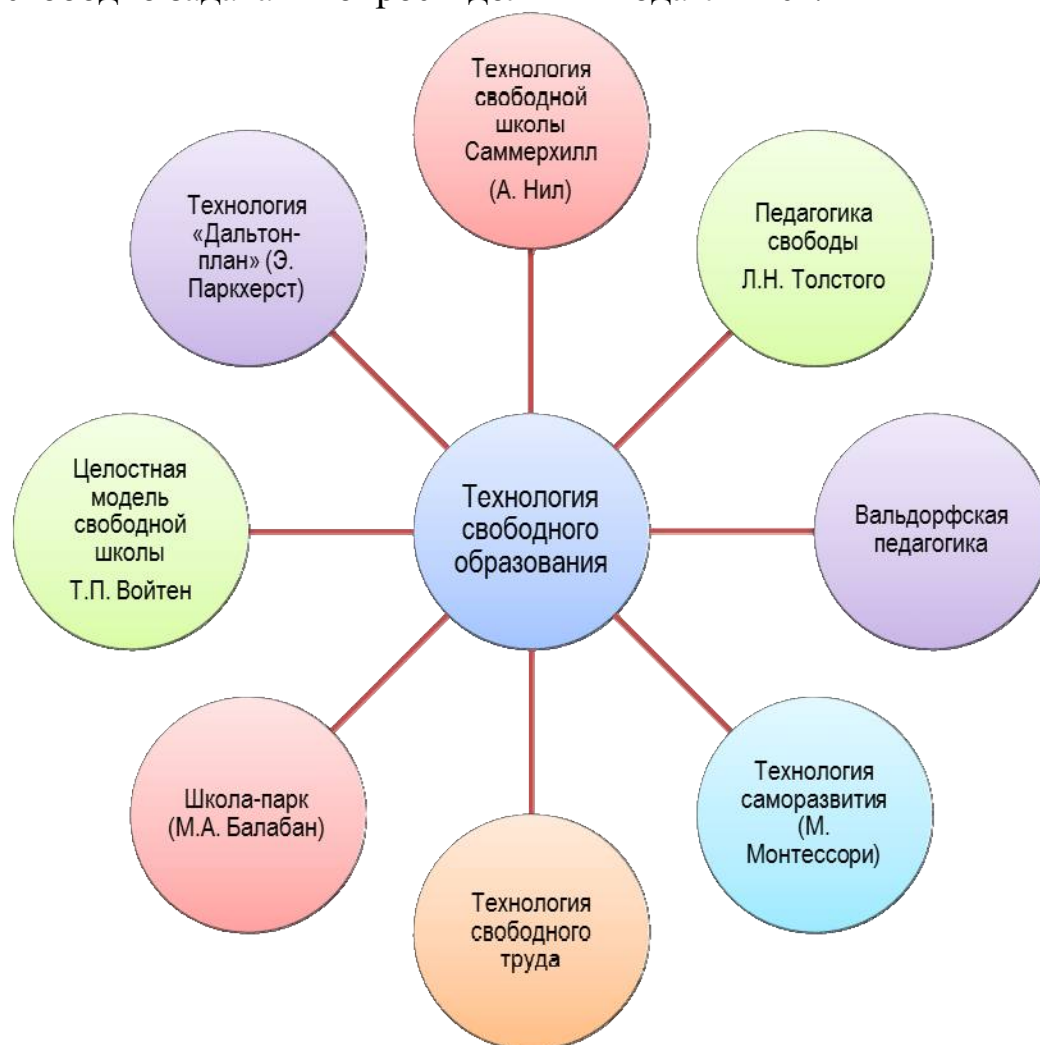 Технология
свободной
школы
Саммерхилл
(А. Нил)
Педагогика
свободы
Л.Н. Толстого
Вальдорфская
педагогика
Технология
саморазвития
(М.
Монтессори)
Технология
свободного
труда
Школа-парк
(М.А. Балабан)
Целостная
модель
свободной
школы
Т.П. Войтен
Технология
«Дальтон-
план» (Э.
Паркхерст)
Технология
свободного
образования